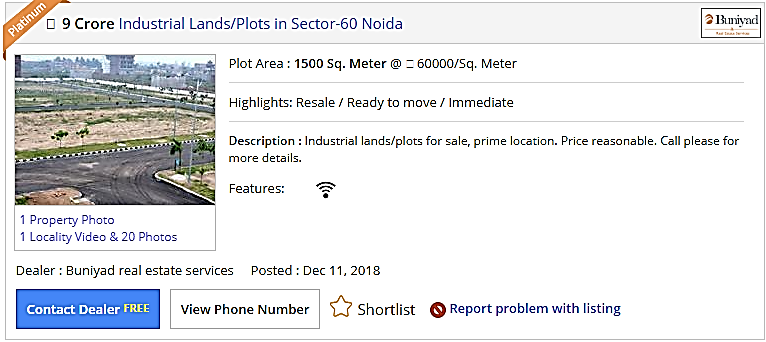 Platinum
9 Crore Industrial Lands/Plots in Sector-60 Noida
Buniyad
Real Estate Services
Plot Area : 1500 Sq. Meter @ 60000/Sq. Meter
Highlights: Resale / Ready to move / Immediate
Description : Industrial lands/plots for sale, prime location. Price reasonable. Call please for
more details.
Features:
1 Property Photo
1 Locality Video & 20 Photos
Dealer : Buniyad real estate services Posted : Dec 11, 2018
Contact Dealer FREE View Phone Number Shortlist Report problem with listing